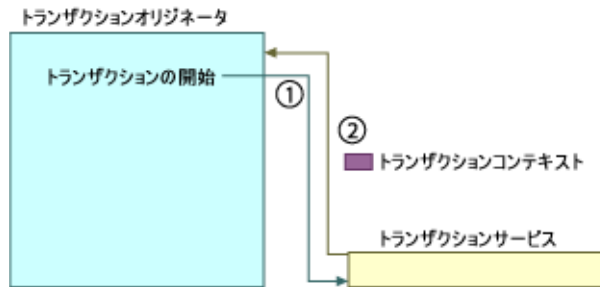 トランザクションオリジネータ
トランザクションの開始
①
②
トランザクションコンテキスト
トランザクションサービス